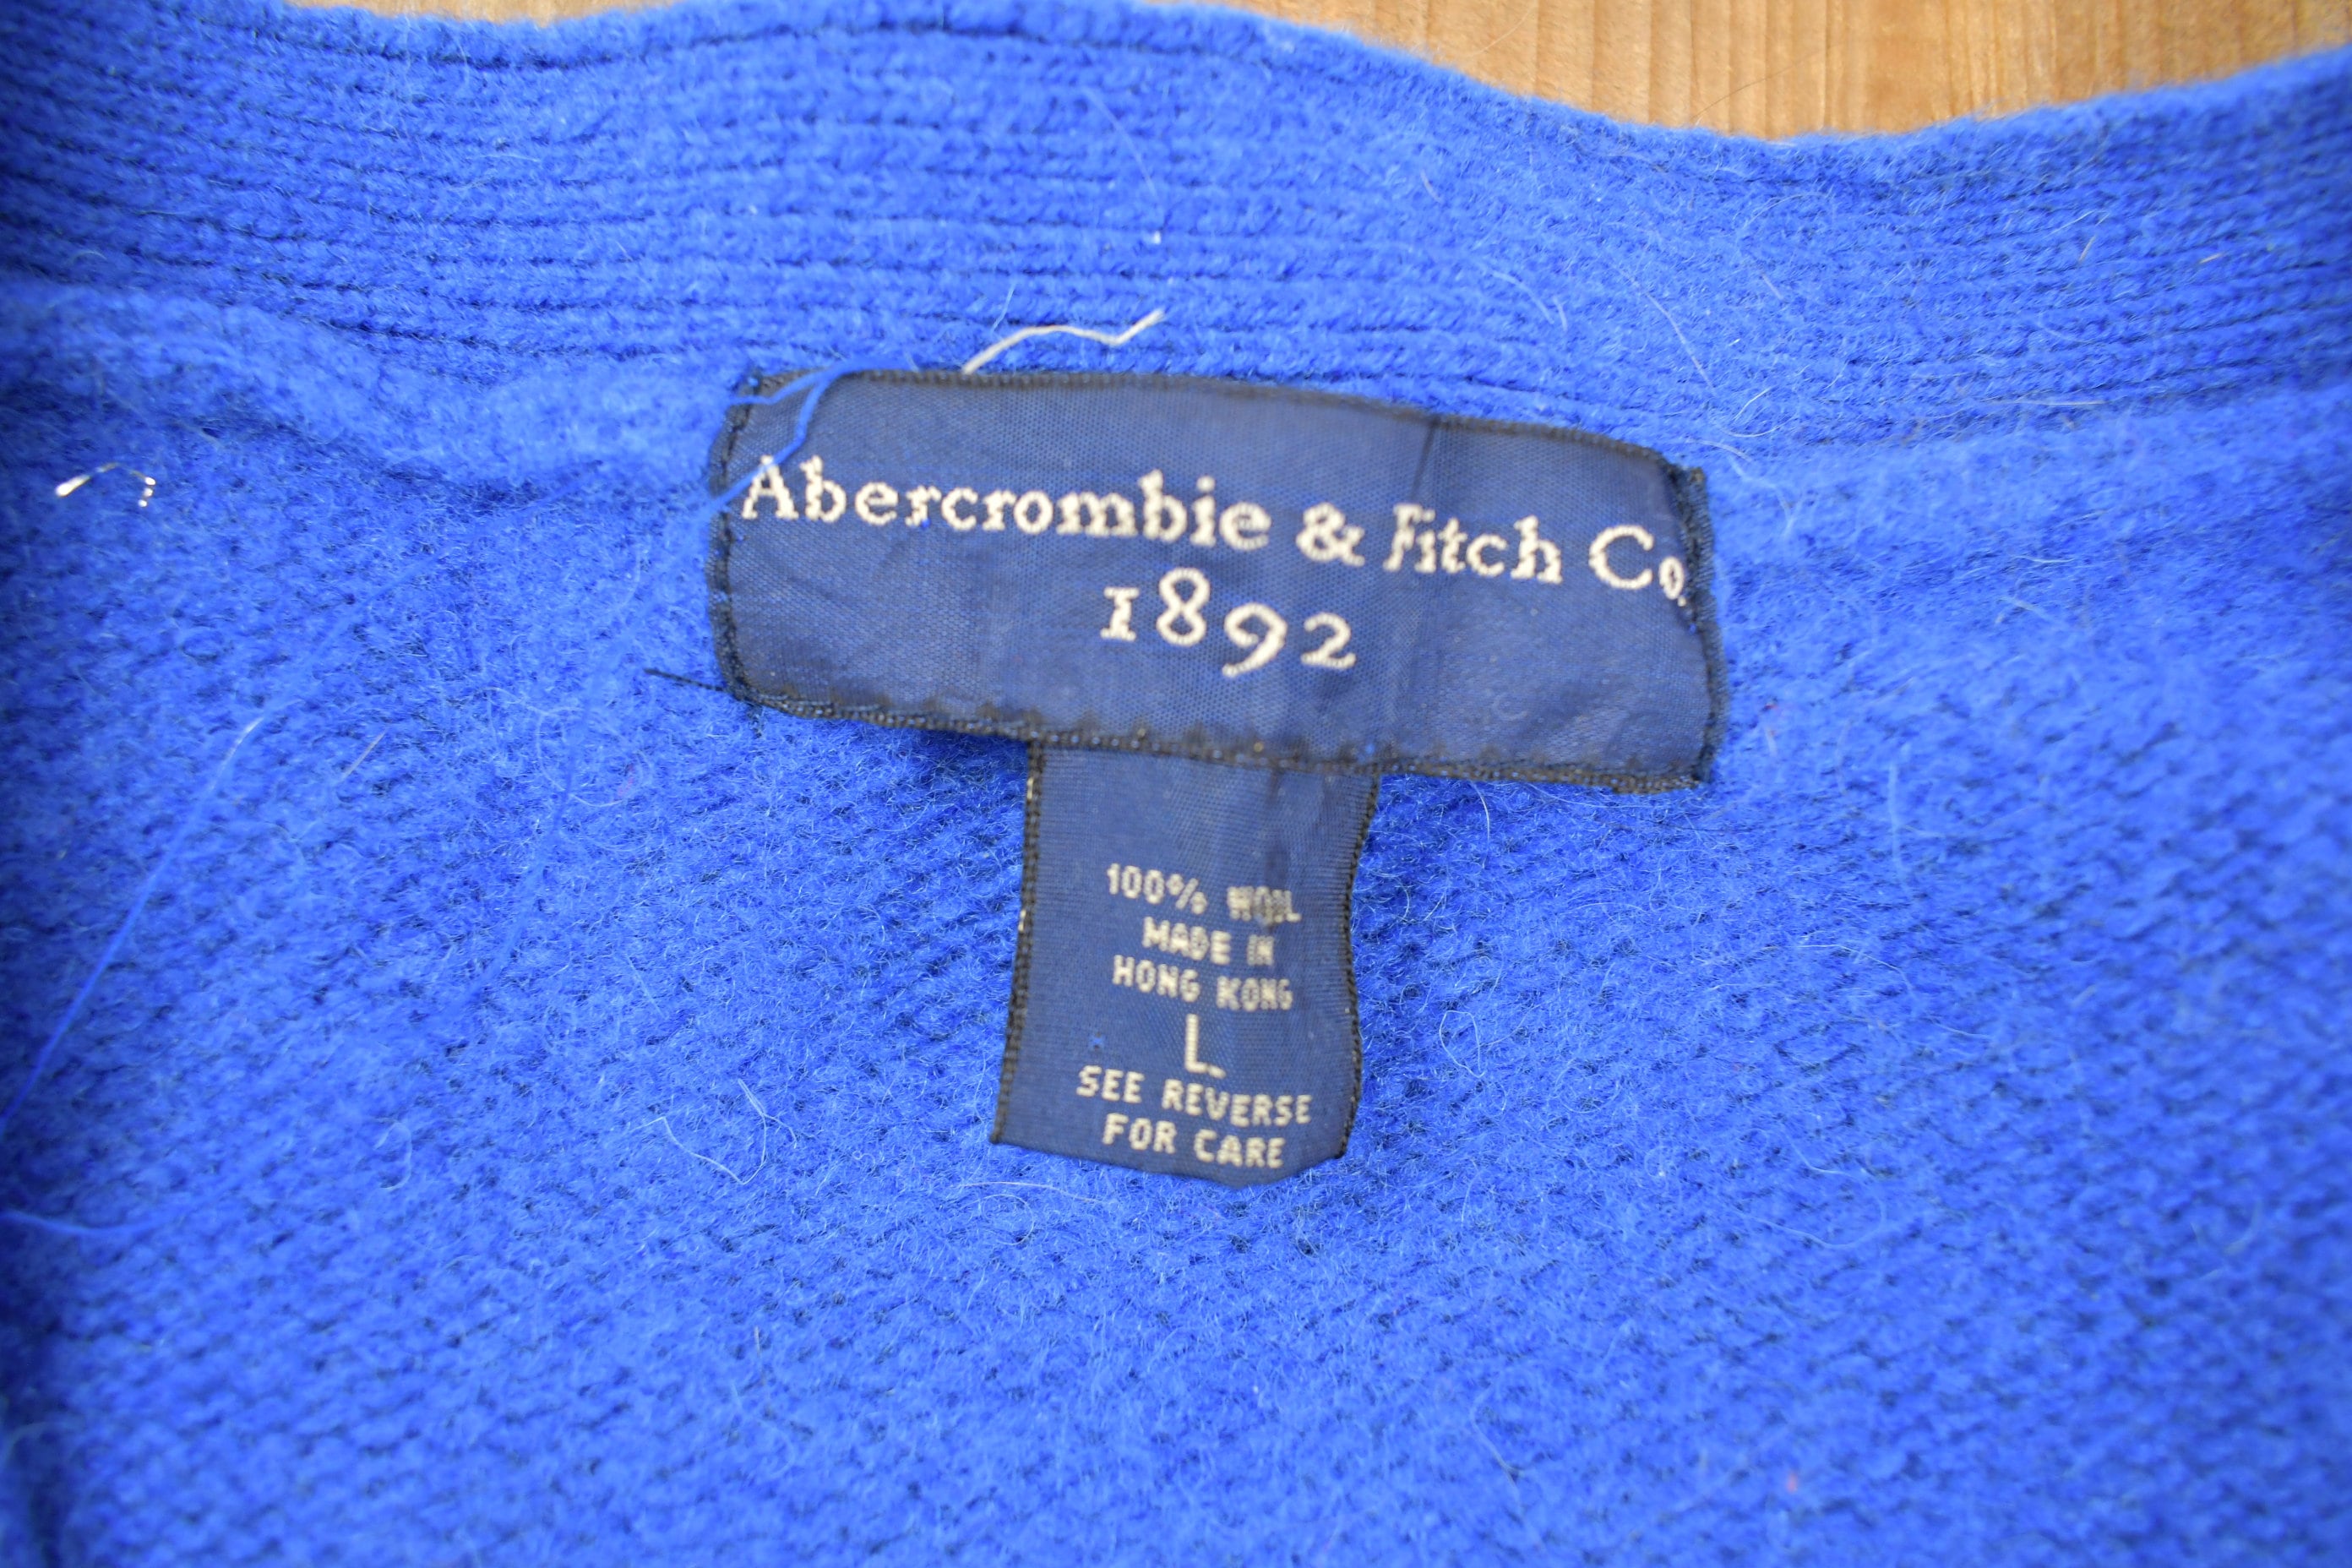 Abercrombie & Fitch Co.
1892
100% WOOL
MADE IN
HONG KONG
L
SEE REVERSE
FOR CARE